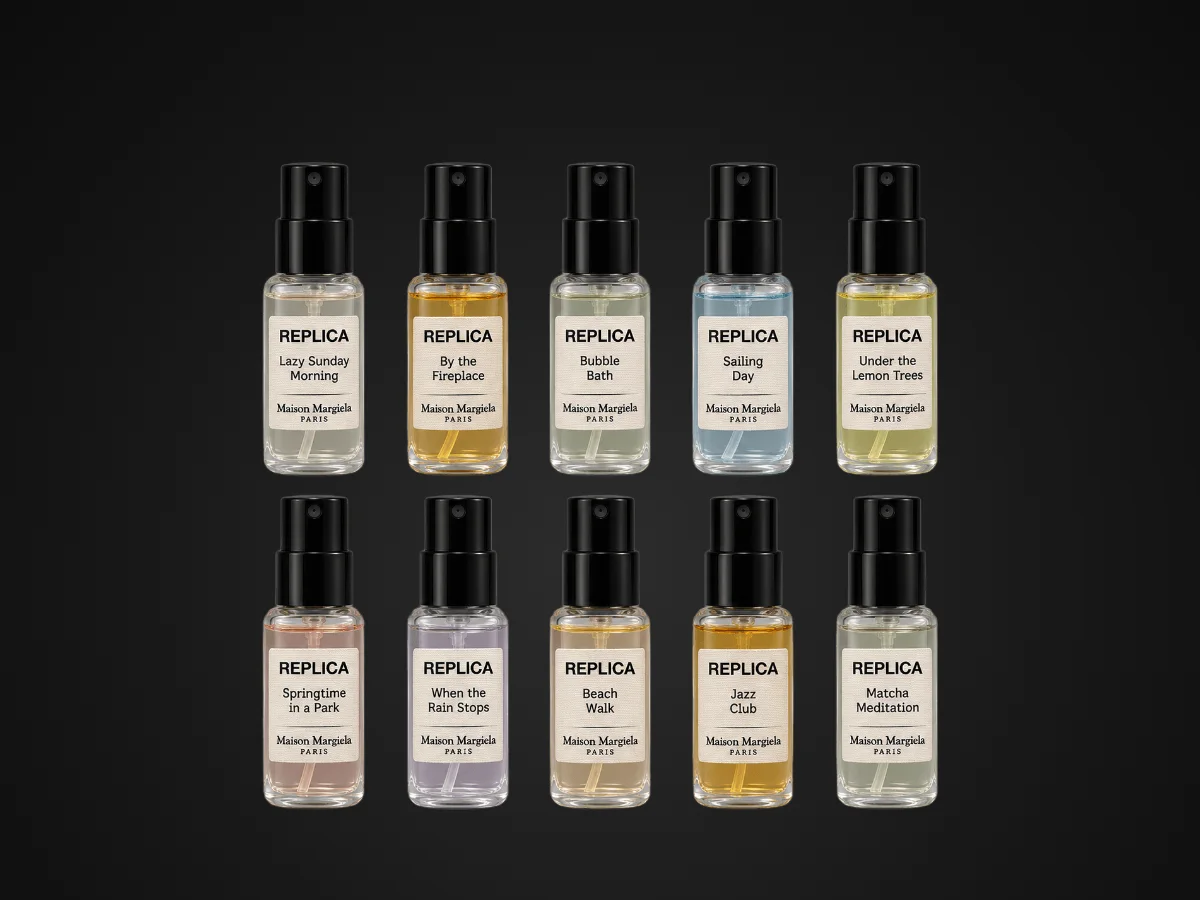 REPLICA
Lazy Sunday
Morning
Maison Margiela
PARIS
REPLICA
By the
Fireplace
Maison Margiela
PARIS
REPLICA
Bubble
Bath
Maison Margiela
PARIS
REPLICA
Sailing
Day
Maison Margiela
PARIS
REPLICA
Under the
Lemon Trees
Maison Margiela
PARIS
REPLICA
Springtime
in a Park
Maison Margiela
PARIS
REPLICA
When the
Rain Stops
Maison Margiela
PARIS
REPLICA
Beach
Walk
Maison Margiela
PARIS
REPLICA
Jazz
Club
Maison Margiela
PARIS
REPLICA
Matcha
Meditation
Maison Margiela
PARIS